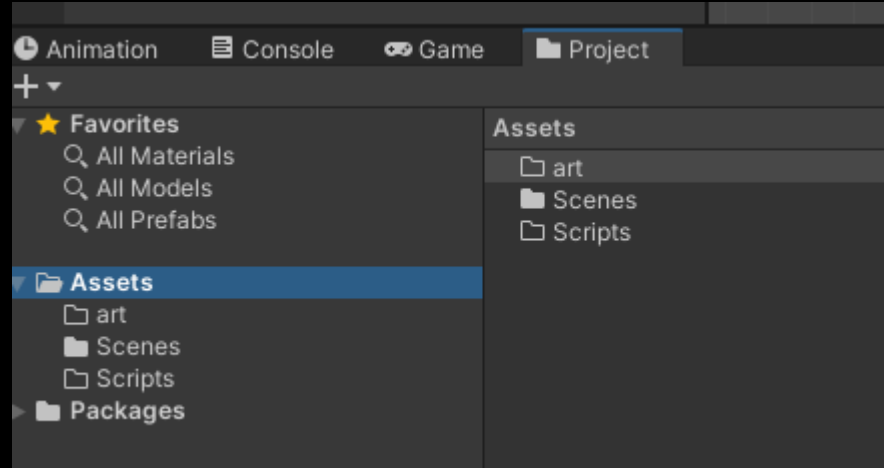 Animation Console Game Project
Favorites
All Materials
All Models
All Prefabs
Assets
art
Scenes
Scripts
Packages
Assets
art
Scenes
Scripts